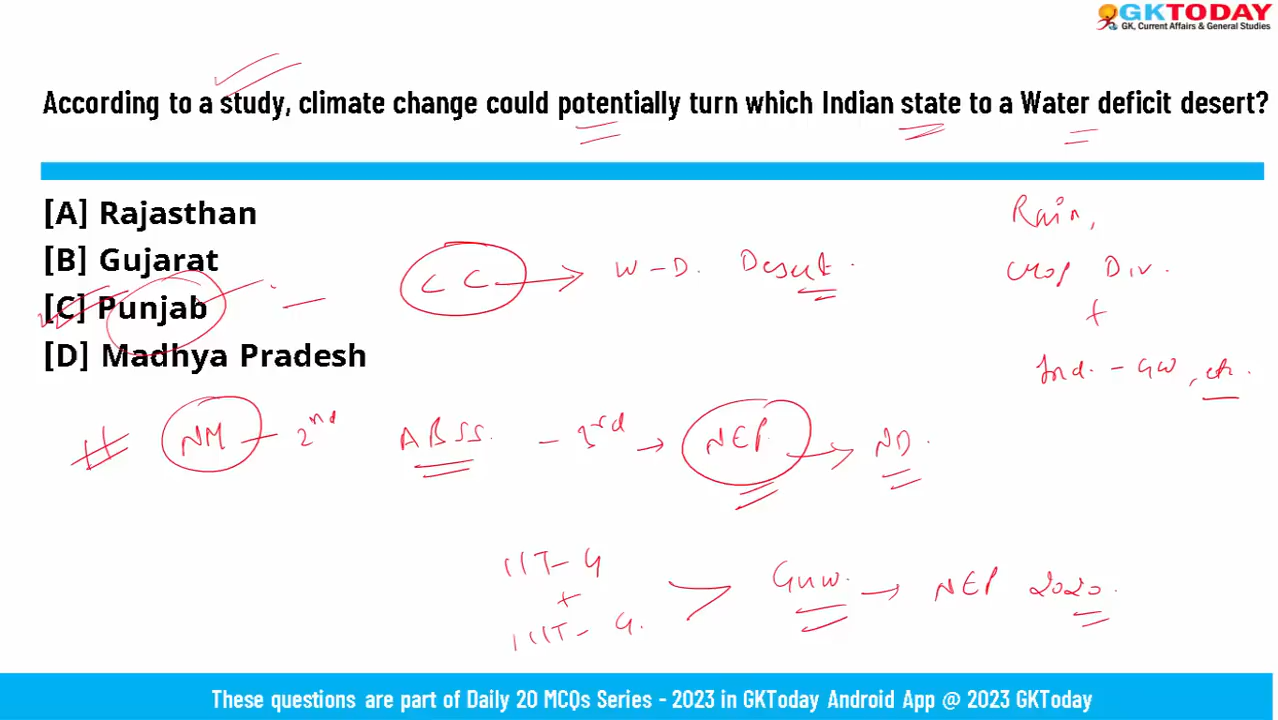 GKTODAY
GK, Current Affairs & General Studies
According to a study, climate change could potentially turn which Indian state to a Water deficit desert?
[A] Rajasthan
[B] Gujarat
[C] Punjab
[D] Madhya Pradesh
Rain,
CC → W-D. Desert.
Crop Div.
+
Ind. - GW, etc.
# NM - 2nd ABSS. - 3rd → NEP → ND.
IIT-G
+
IIIT-G.
Guw. → NEP 2020.
These questions are part of Daily 20 MCQs Series - 2023 in GKToday Android App @ 2023 GKToday